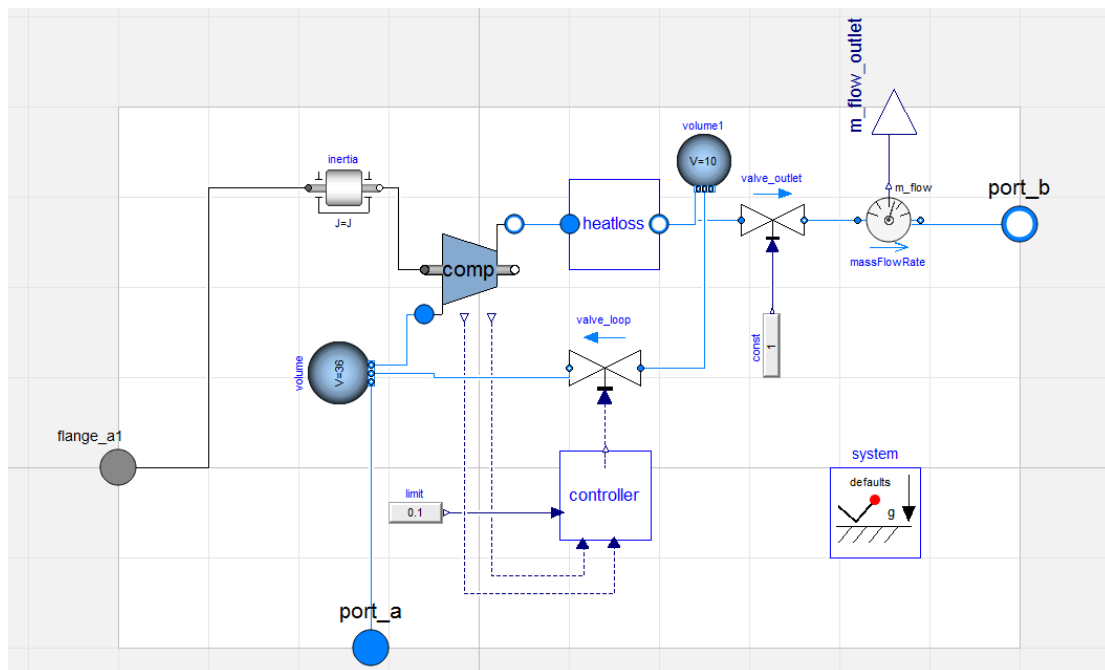 m_flow_outlet
volume1
V=10
inertia
J=J
valve_outlet
m_flow
port_b
heatloss
massFlowRate
comp
valve_loop
const
1
volume
V=36
flange_a1
system
defaults
g
limit
0.1
controller
port_a